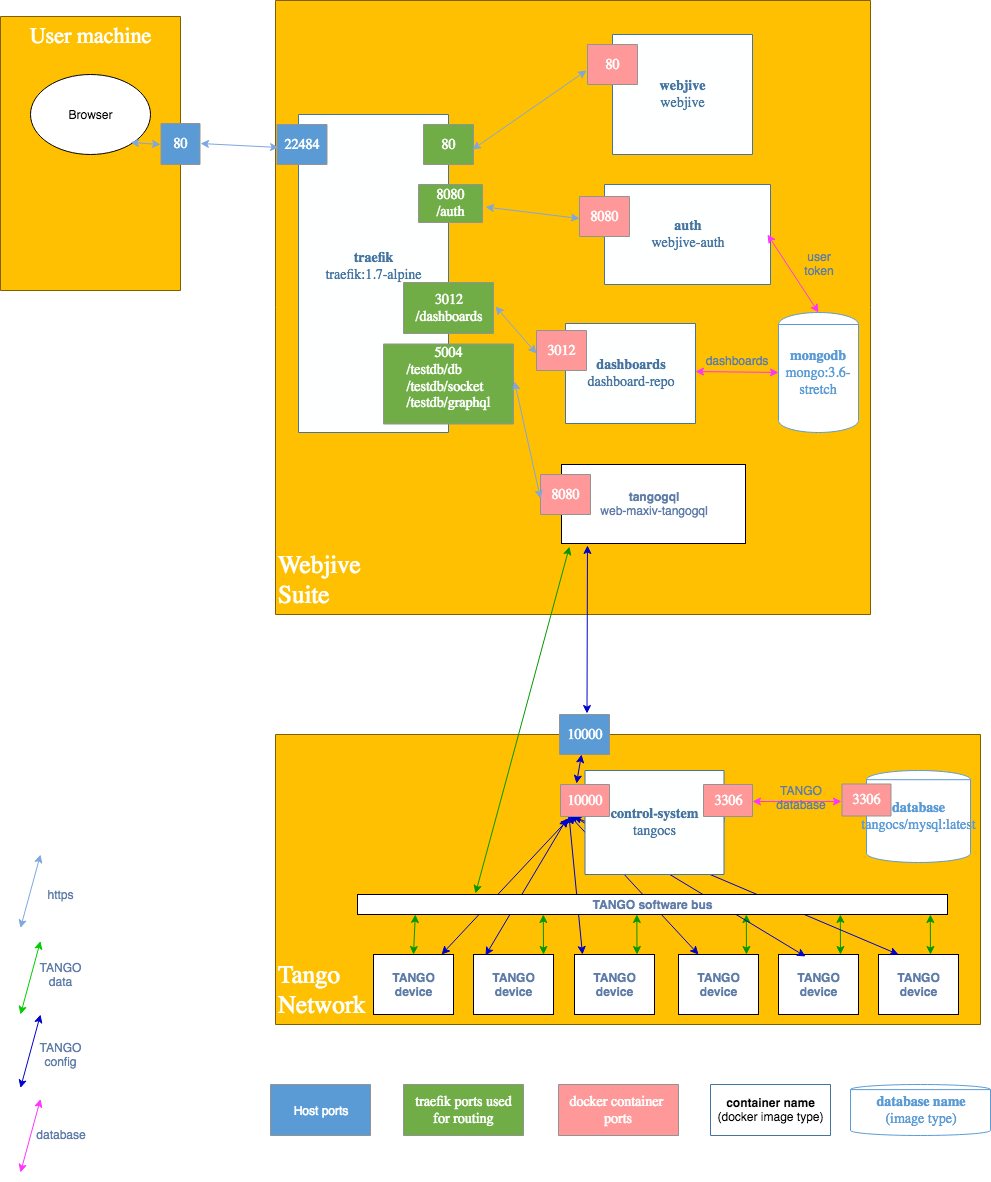 User machine
Browser
80
22484
80
80
webjive
webjive
8080
/auth
8080
auth
webjive-auth
user
token
traefik
traefik:1.7-alpine
3012
/dashboards
3012
dashboards
dashboard-repo
dashboards
mongodb
mongo:3.6-
stretch
5004
/testdb/db
/testdb/socket
/testdb/graphql
8080
tangogql
web-maxiv-tangogql
Webjive
Suite
10000
10000
control-system
tangocs
3306
TANGO
database
3306
database
tangocs/mysql:latest
TANGO software bus
Tango
Network
TANGO
device
TANGO
device
TANGO
device
TANGO
device
TANGO
device
TANGO
device
https
TANGO
data
TANGO
config
database
Host ports
traefik ports used
for routing
docker container
ports
container name
(docker image type)
database name
(image type)